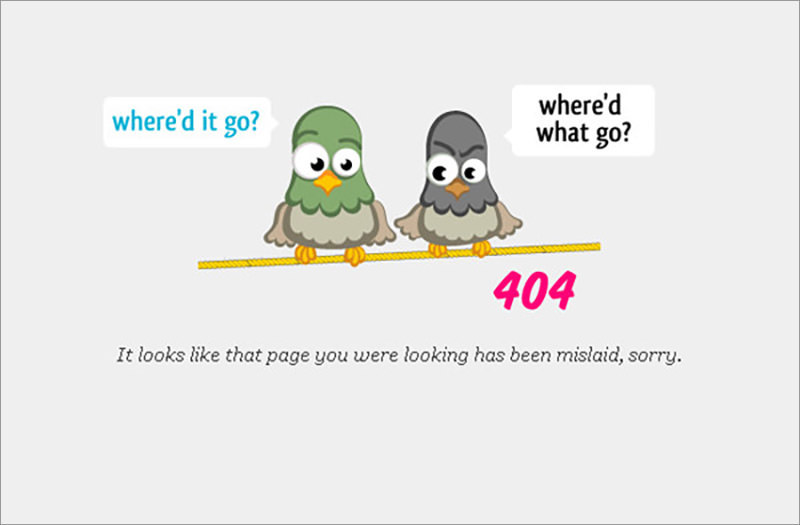 where'd it go?
where'd
what go?
404
It looks like that page you were looking has been mislaid, sorry.